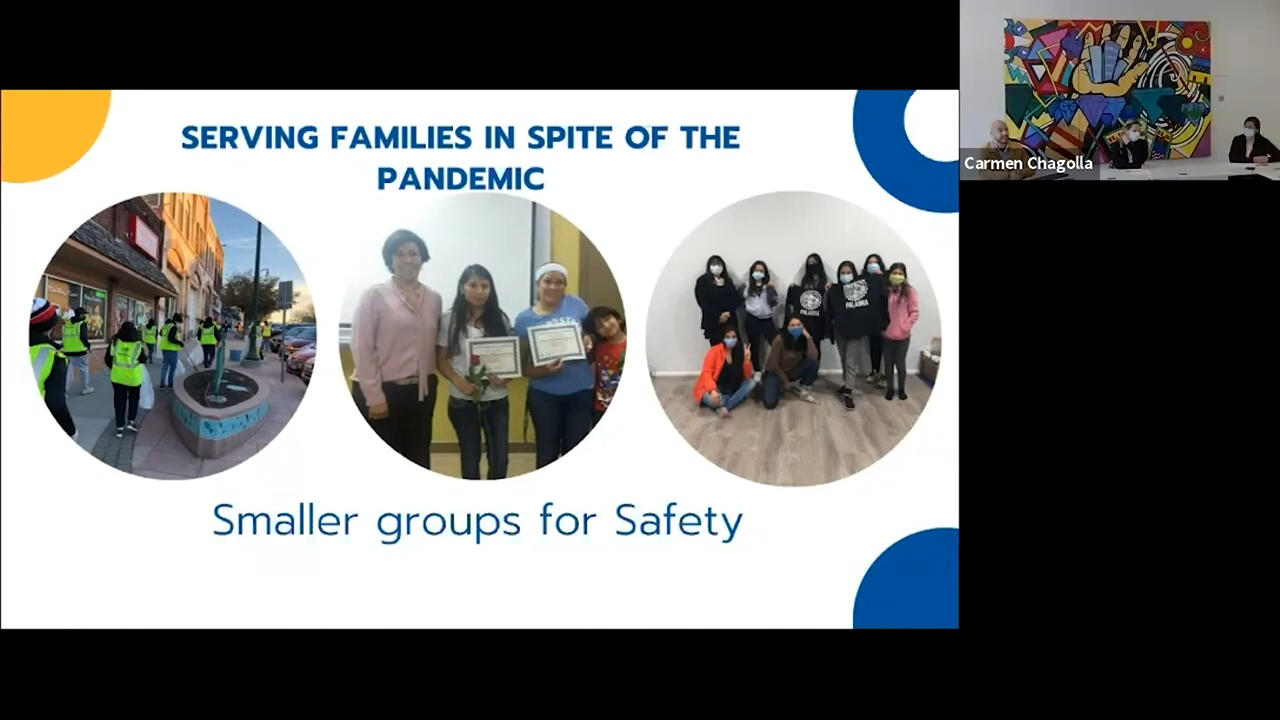 SERVING FAMILIES IN SPITE OF THE
PANDEMIC
Smaller groups for Safety
Carmen Chagolla